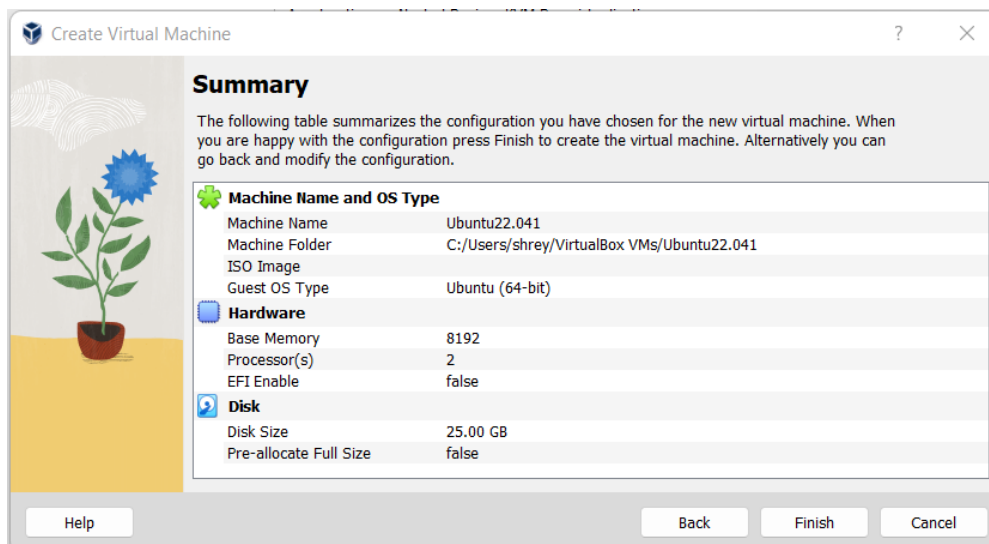 Create Virtual Machine ?
Summary
The following table summarizes the configuration you have chosen for the new virtual machine. When
you are happy with the configuration press Finish to create the virtual machine. Alternatively you can
go back and modify the configuration.
Machine Name and OS Type
Machine Name Ubuntu22.041
Machine Folder C:/Users/shrey/VirtualBox VMs/Ubuntu22.041
ISO Image
Guest OS Type Ubuntu (64-bit)
Hardware
Base Memory 8192
Processor(s) 2
EFI Enable false
Disk
Disk Size 25.00 GB
Pre-allocate Full Size false
Help Back Finish Cancel